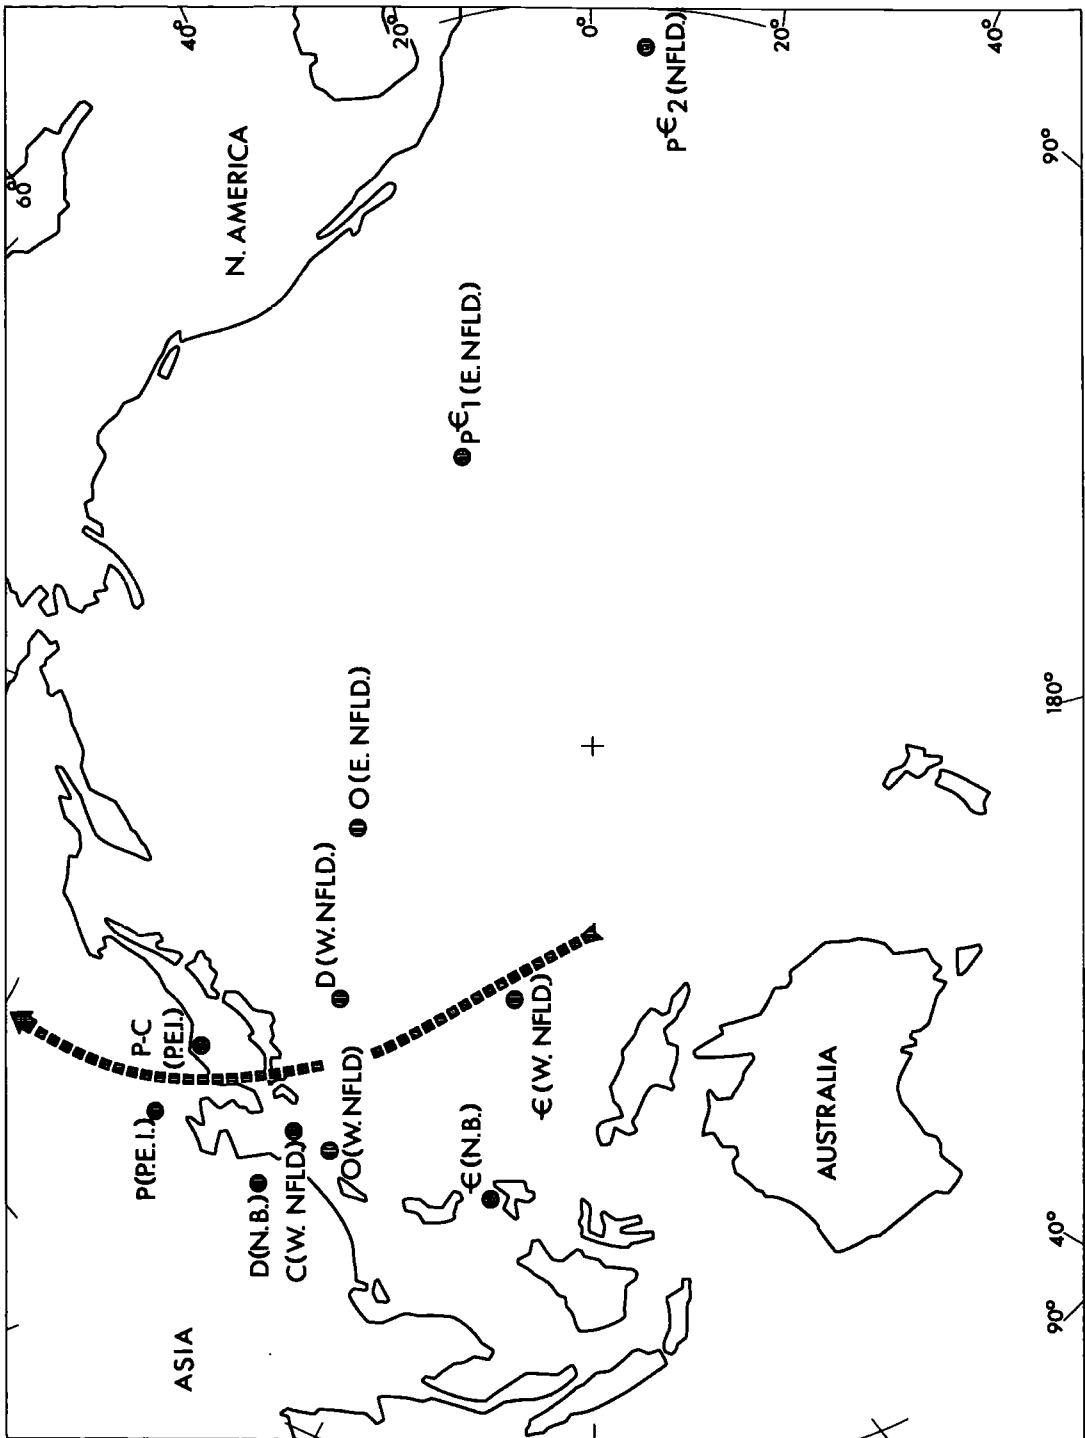 60°
40°
20°
0°
20°
40°
N. AMERICA
PЄ2 (NFLD.)
90°
PЄ1 (E. NFLD.)
O (E. NFLD.)
D (W. NFLD.)
180°
P-C
(P.E.I.)
P(P.E.I.)
O(W. NFLD)
Є(W. NFLD)
D(N.B.)
C(W. NFLD.)
Є(N.B.)
AUSTRALIA
ASIA
40°
90°